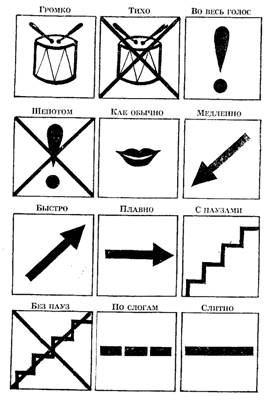 Громко
Тихо
Во весь голос
Шепотом
Как обычно
Медленно
Быстро
Плавно
С паузами
Без пауз
По слогам
Слитно